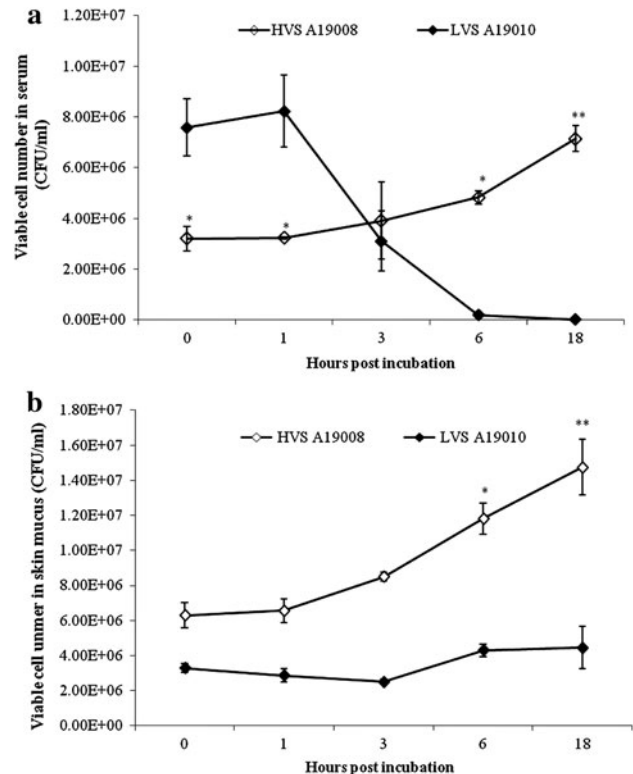 a
HVS A19008
LVS A19010
Viable cell number in serum
(CFU/ml)
1.20E+07
1.00E+07
8.00E+06
6.00E+06
4.00E+06
2.00E+06
0.00E+00
*
*
*
**
0 1 3 6 18
Hours post incubation
b
HVS A19008
LVS A19010
Viable cell unmer in skin mucus (CFU/ml)
1.80E+07
1.60E+07
1.40E+07
1.20E+07
1.00E+07
8.00E+06
6.00E+06
4.00E+06
2.00E+06
0.00E+00
*
**
0 1 3 6 18
Hours post incubation